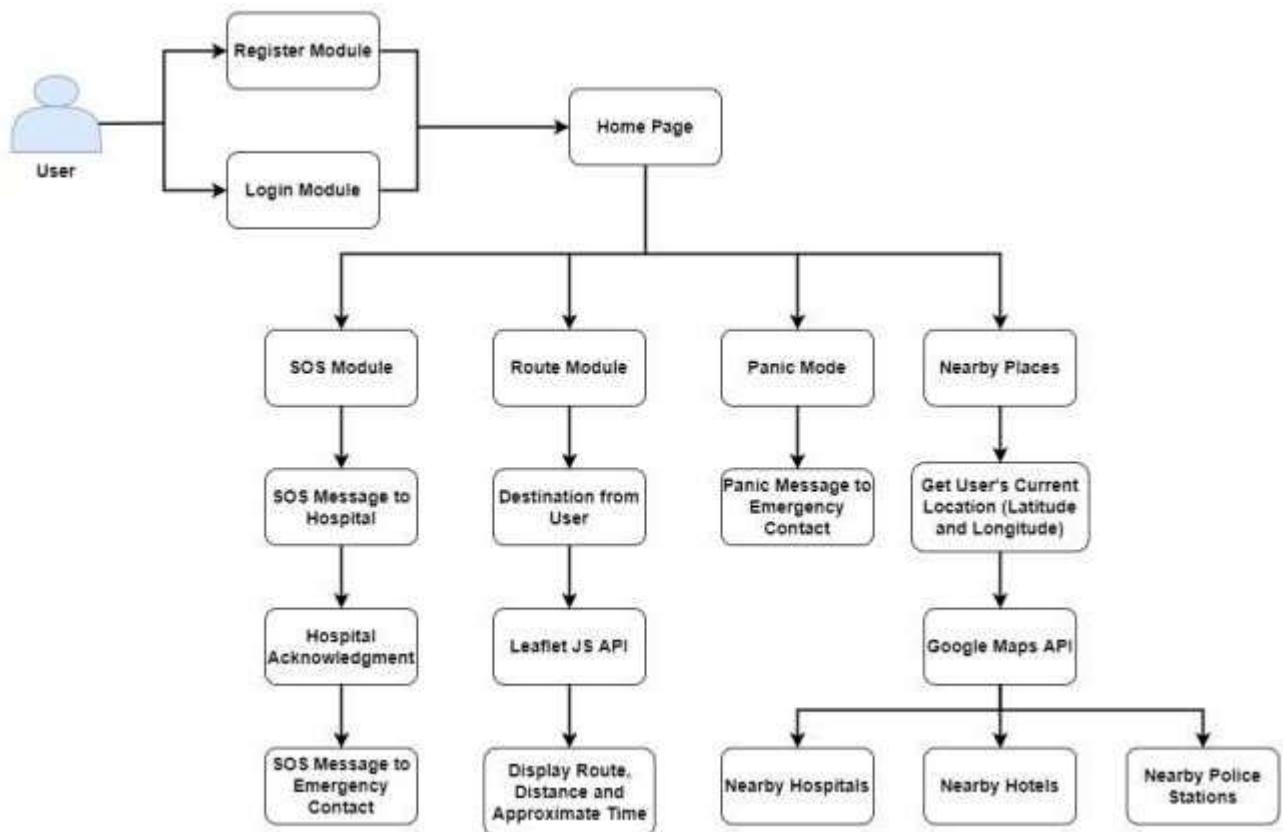 Register Module
Home Page
User
Login Module
SOS Module
Route Module
Panic Mode
Nearby Places
SOS Message to
Hospital
Destination from
User
Panic Message to
Emergency
Contact
Get User's Current
Location (Latitude
and Longitude)
Hospital
Acknowledgment
Leaflet JS API
Google Maps API
SOS Message to
Emergency
Contact
Display Route,
Distance and
Approximate Time
Nearby Hospitals
Nearby Hotels
Nearby Police
Stations